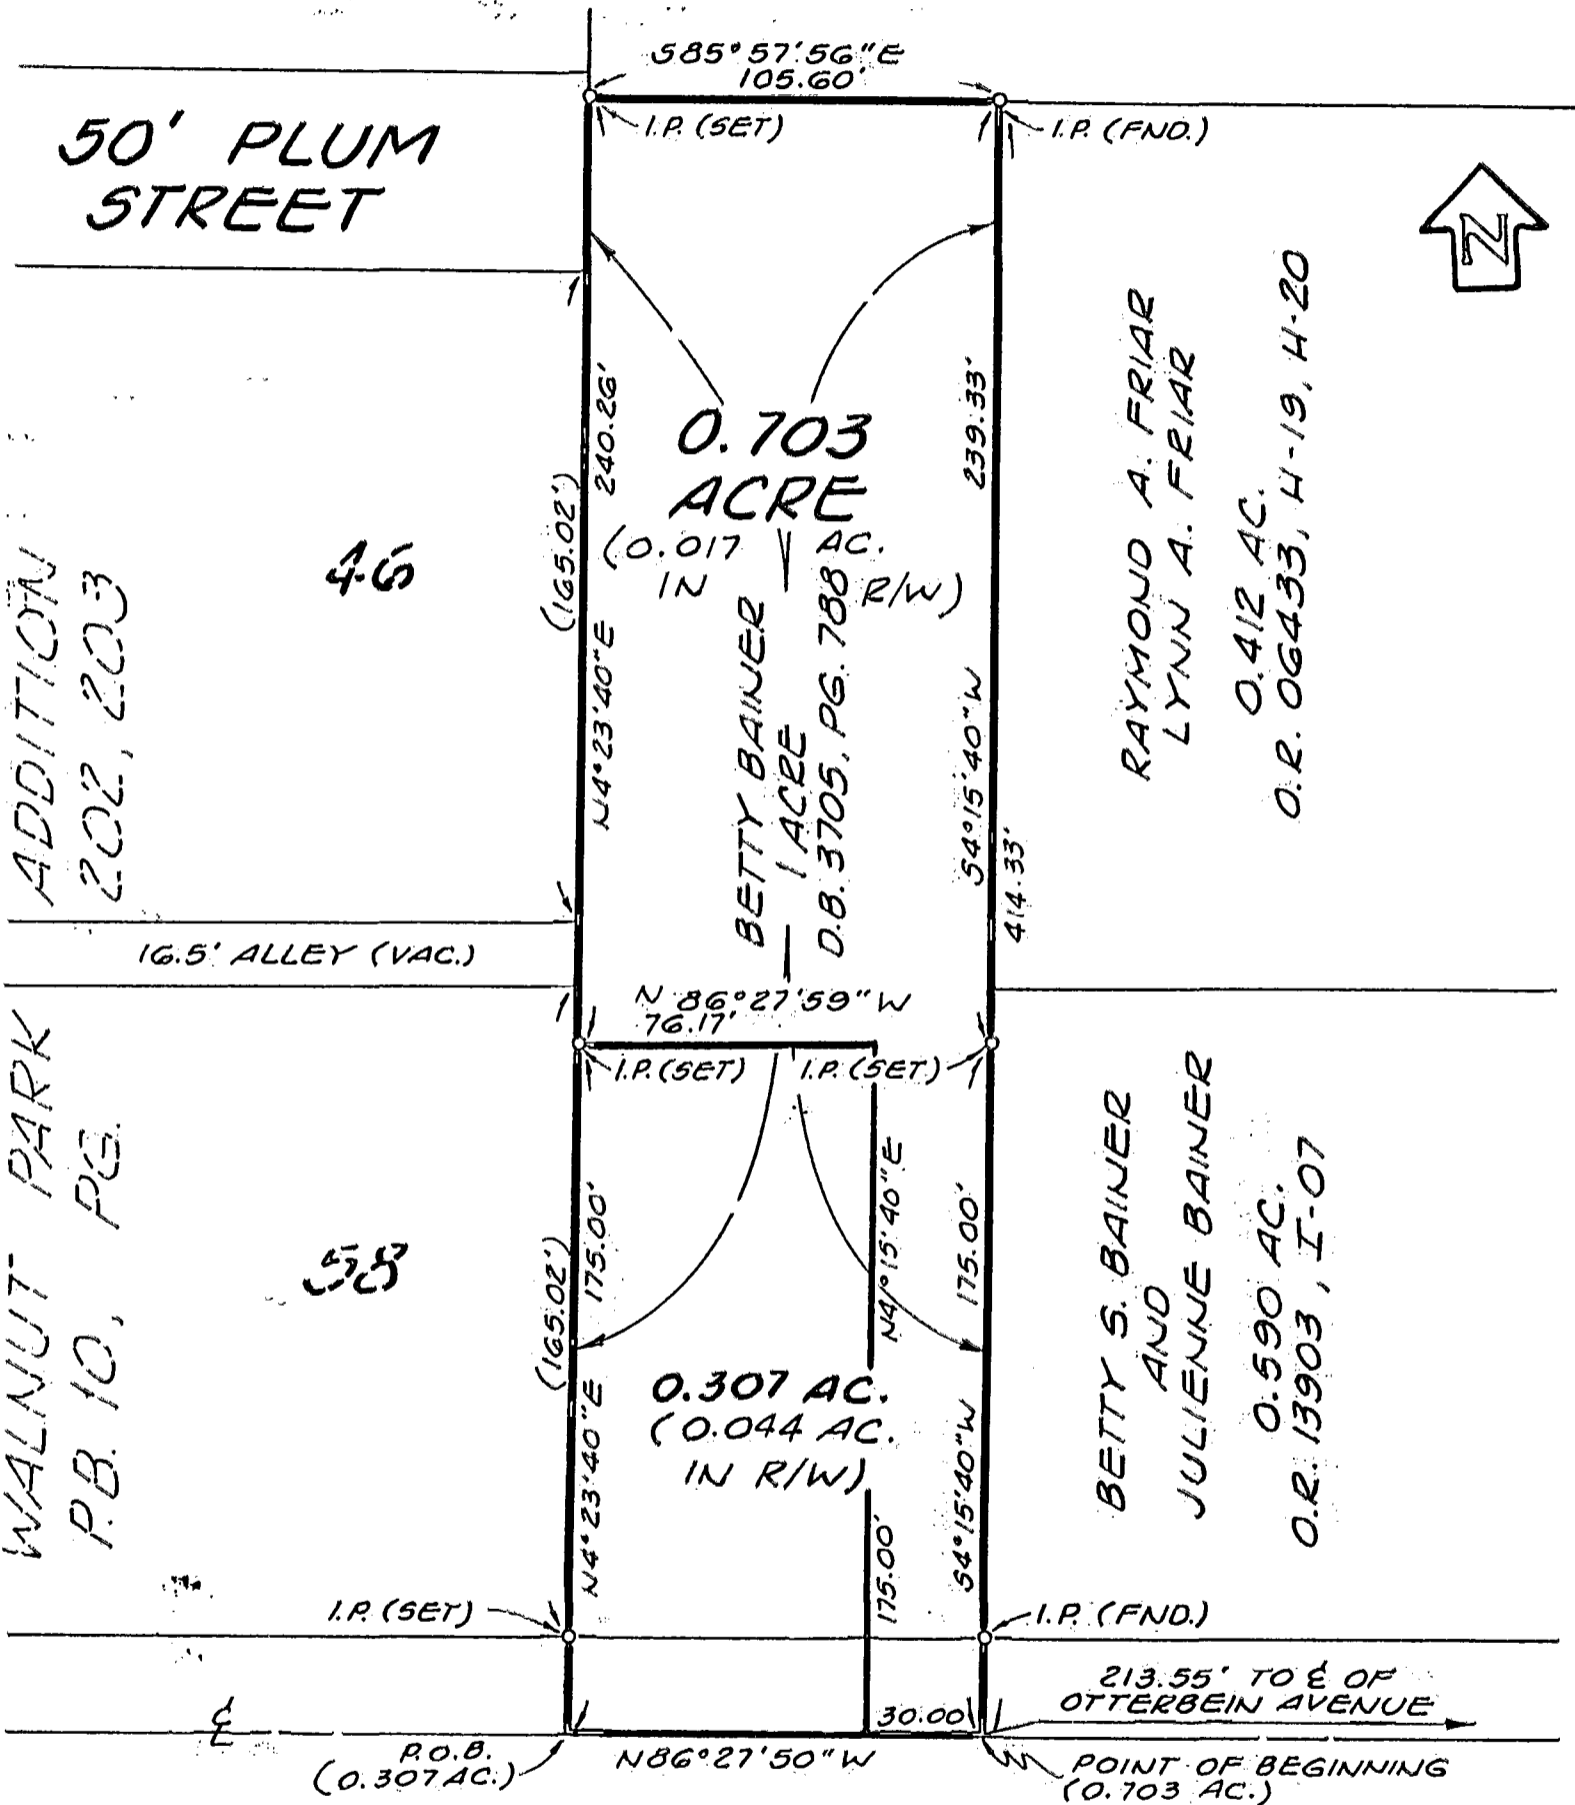 S85°57'56"E
105.60'
I.P. (SET)
I.P. (FND.)
50' PLUM
STREET
N
240.26'
(165.02')
N4°23'40"E
0.703
ACRE
(0.017 AC.
IN R/W)
BETTY BAINER
1 ACRE
D.B. 3705, PG. 788
239.33'
S4°15'40"W
414.33'
RAYMOND A. FRIAR
LYNN A. FRIAR
0.412 AC.
O.R. 06433, H-19, H-20
46
16.5' ALLEY (VAC.)
WALNUT PARK ADDITION
P.B. 10, PG. 202, 203
N 86°27'59"W
76.17'
I.P. (SET)
I.P. (SET)
58
(165.02')
175.00'
N4°23'40"E
N4°15'40"E
175.00'
175.00'
S4°15'40"W
0.307 AC.
(0.044 AC.
IN R/W)
BETTY S. BAINER
AND
JULIENNE BAINER
0.590 AC.
O.R. 13903, I-07
I.P. (SET)
I.P. (FND.)
213.55' TO ℄ OF
OTTERBEIN AVENUE
℄
30.00'
P.O.B.
(0.307 AC.)
N86°27'50"W
POINT OF BEGINNING
(0.703 AC.)